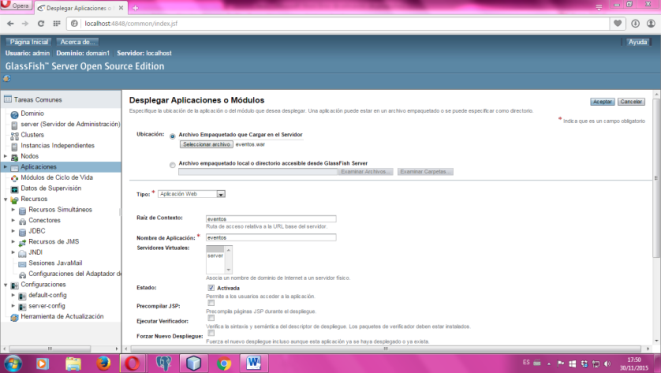 Opera
Desplegar Aplicaciones o M
localhost:4848/common/index.jsf
Página Inicial
Acerca de...
Ayuda
Usuario: admin Dominio: domain1 Servidor: localhost
GlassFish™ Server Open Source Edition
Tareas Comunes
Dominio
server (Servidor de Administración)
Clusters
Instancias Independientes
Nodos
Aplicaciones
Módulos de Ciclo de Vida
Datos de Supervisión
Recursos
Recursos Simultáneos
Conectores
JDBC
Recursos de JMS
JNDI
Sesiones JavaMail
Configuraciones del Adaptador d
Configuraciones
default-config
server-config
Herramienta de Actualización
Desplegar Aplicaciones o Módulos
Aceptar
Cancelar
Especifique la ubicación de la aplicación o del módulo que desea desplegar. Una aplicación puede estar en un archivo empaquetado o se puede especificar como directorio.
* Indica que es un campo obligatorio
Ubicación:
Archivo Empaquetado que Cargar en el Servidor
Seleccionar archivo
eventos.war
Archivo empaquetado local o directorio accesible desde GlassFish Server
Examinar Archivos...
Examinar Carpetas...
Tipo: *
Aplicación Web
Raíz de Contexto:
eventos
Ruta de acceso relativa a la URL base del servidor.
Nombre de Aplicación: *
eventos
Servidores Virtuales:
server
Asocia un nombre de dominio de Internet a un servidor físico.
Estado:
Activada
Permite a los usuarios acceder a la aplicación.
Precompilar JSP:
Precompila páginas JSP durante el despliegue.
Ejecutar Verificador:
Verifica la sintaxis y semántica del descriptor de despliegue. Los paquetes de verificador deben estar instalados.
Forzar Nuevo Despliegue:
Fuerza el nuevo despliegue incluso aunque esta aplicación ya se haya desplegado o ya exista.
ES
17:50
30/11/2015